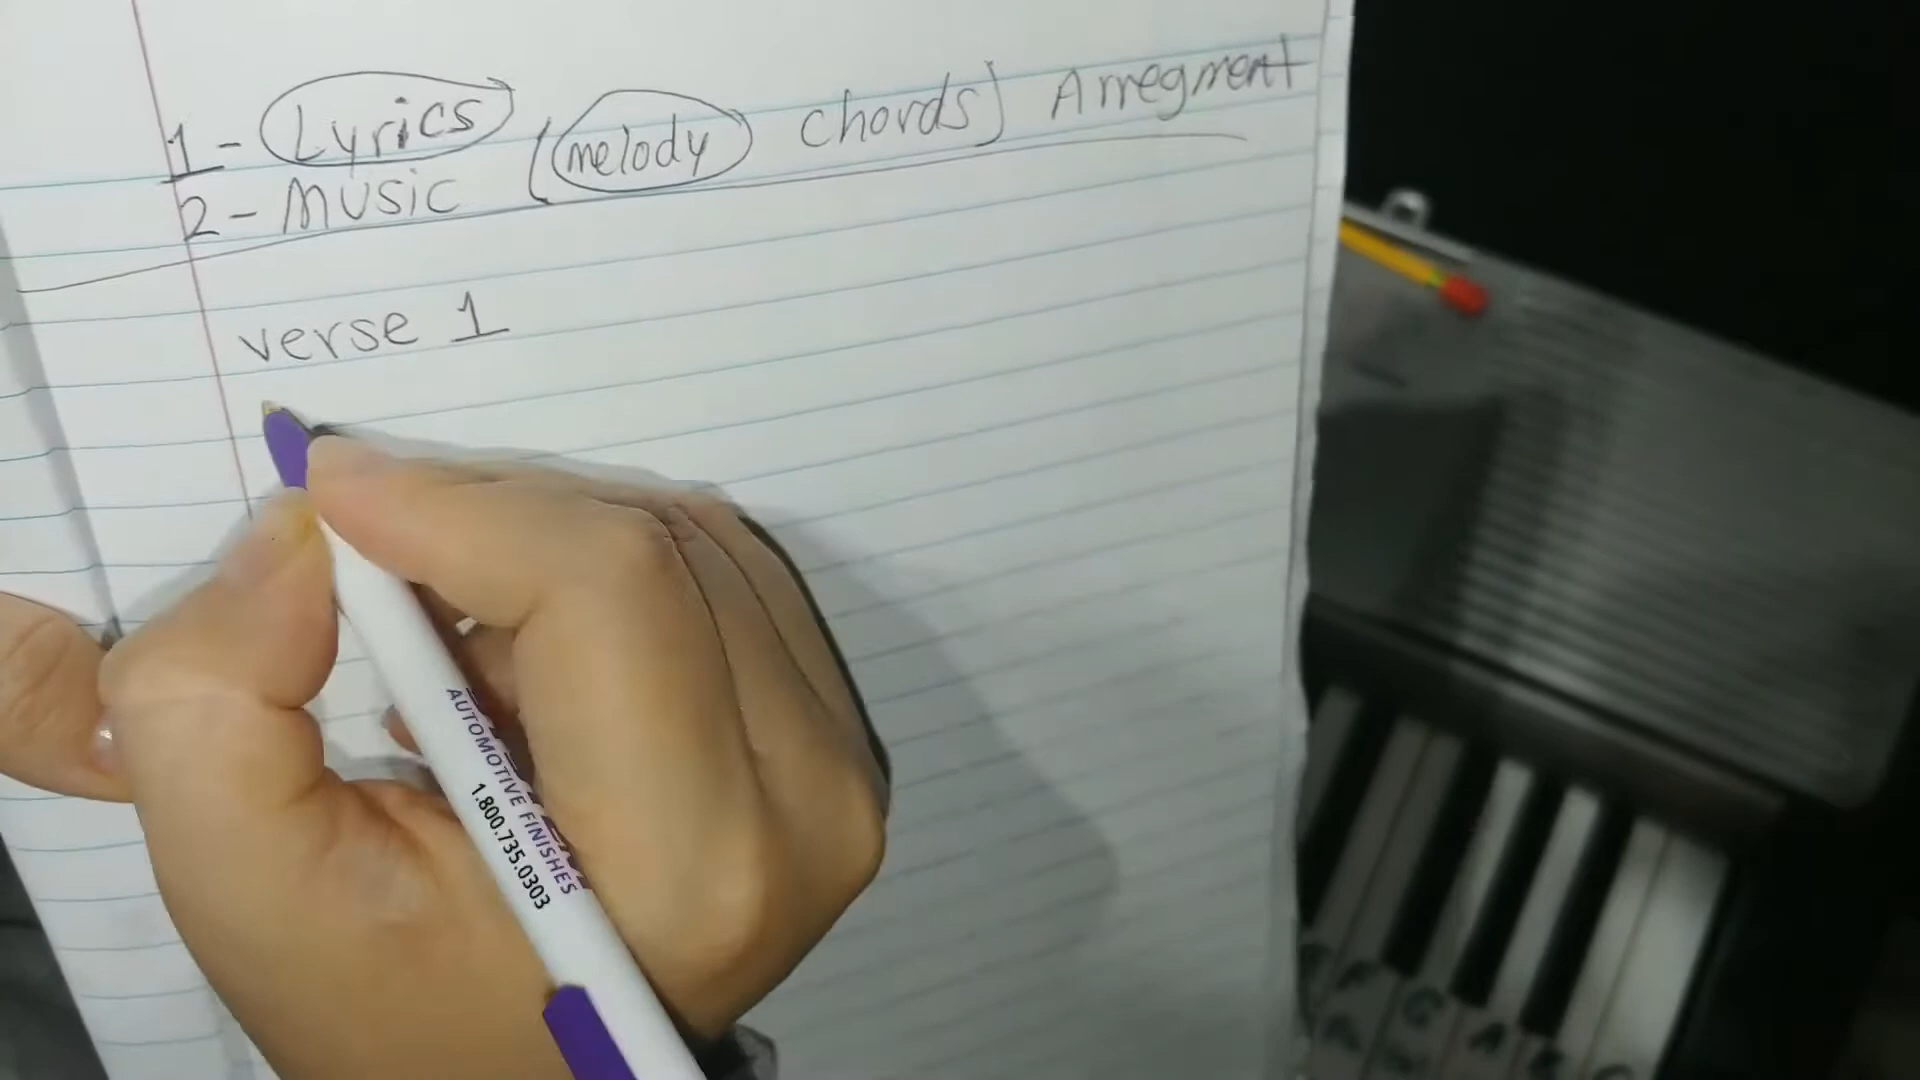 1- Lyrics
2- Music (melody chords) Arregment
verse 1
AUTOMOTIVE FINISHES
1.800.735.0303
F G A